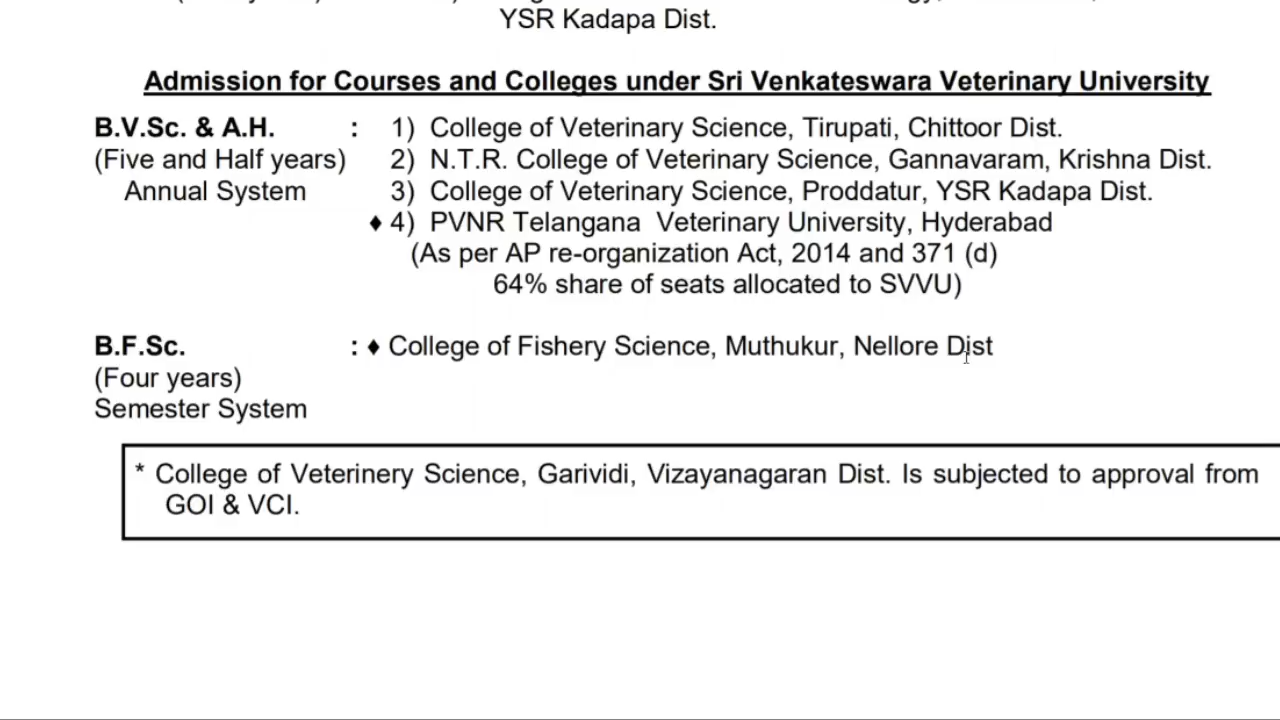 YSR Kadapa Dist.
Admission for Courses and Colleges under Sri Venkateswara Veterinary University
B.V.Sc. & A.H. : 1) College of Veterinary Science, Tirupati, Chittoor Dist.
(Five and Half years) 2) N.T.R. College of Veterinary Science, Gannavaram, Krishna Dist.
Annual System 3) College of Veterinary Science, Proddatur, YSR Kadapa Dist.
♦ 4) PVNR Telangana Veterinary University, Hyderabad
(As per AP re-organization Act, 2014 and 371 (d)
64% share of seats allocated to SVVU)
B.F.Sc. : ♦ College of Fishery Science, Muthukur, Nellore Dist
(Four years)
Semester System
* College of Veterinery Science, Garividi, Vizayanagaran Dist. Is subjected to approval from
GOI & VCI.